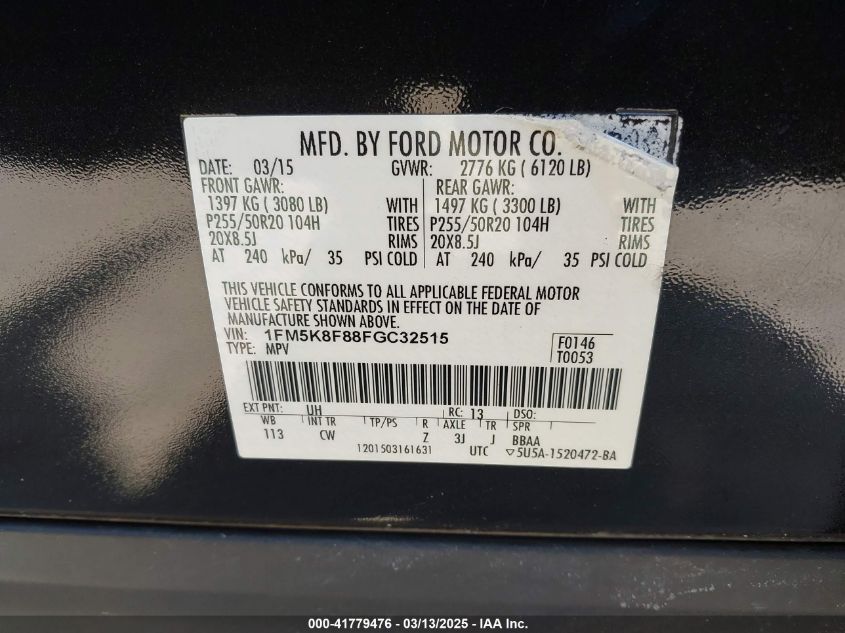 MFD. BY FORD MOTOR CO.
DATE: 03/15 GVWR: 2776 KG ( 6120 LB)
FRONT GAWR: REAR GAWR:
1397 KG ( 3080 LB) WITH 1497 KG ( 3300 LB) WITH
P255/50R20 104H TIRES P255/50R20 104H TIRES
20X8.5J RIMS 20X8.5J RIMS
AT 240 kPa/ 35 PSI COLD AT 240 kPa/ 35 PSI COLD
THIS VEHICLE CONFORMS TO ALL APPLICABLE FEDERAL MOTOR
VEHICLE SAFETY STANDARDS IN EFFECT ON THE DATE OF
MANUFACTURE SHOWN ABOVE.
VIN: 1FM5K8F88FGC32515 F0146
TYPE: MPV T0053
EXT PNT: UH RC: 13 DSO:
WB INT TR TP/PS R AXLE TR SPR
113 CW Z 3J J BBAA
1201503161631 UTC ▽5U5A-1520472-BA
000-41779476 - 03/13/2025 - IAA Inc.